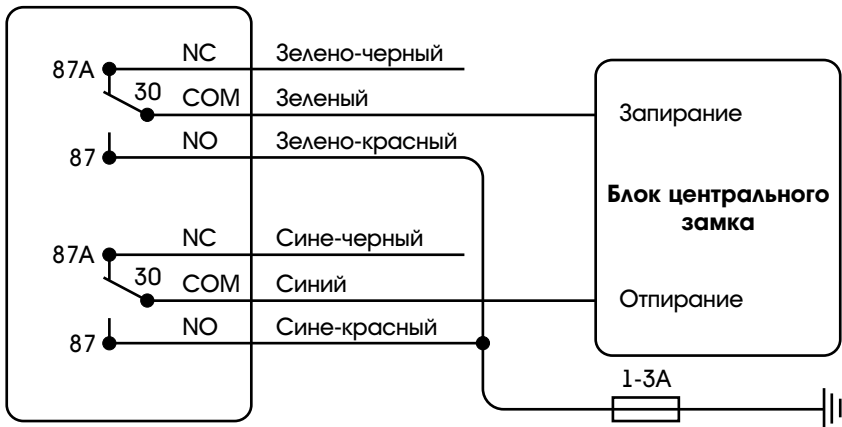 87A NC Зелено-черный
30 COM Зеленый
87 NO Зелено-красный
87A NC Сине-черный
30 COM Синий
87 NO Сине-красный
Запирание
Блок центрального
замка
Отпирание
1-3А